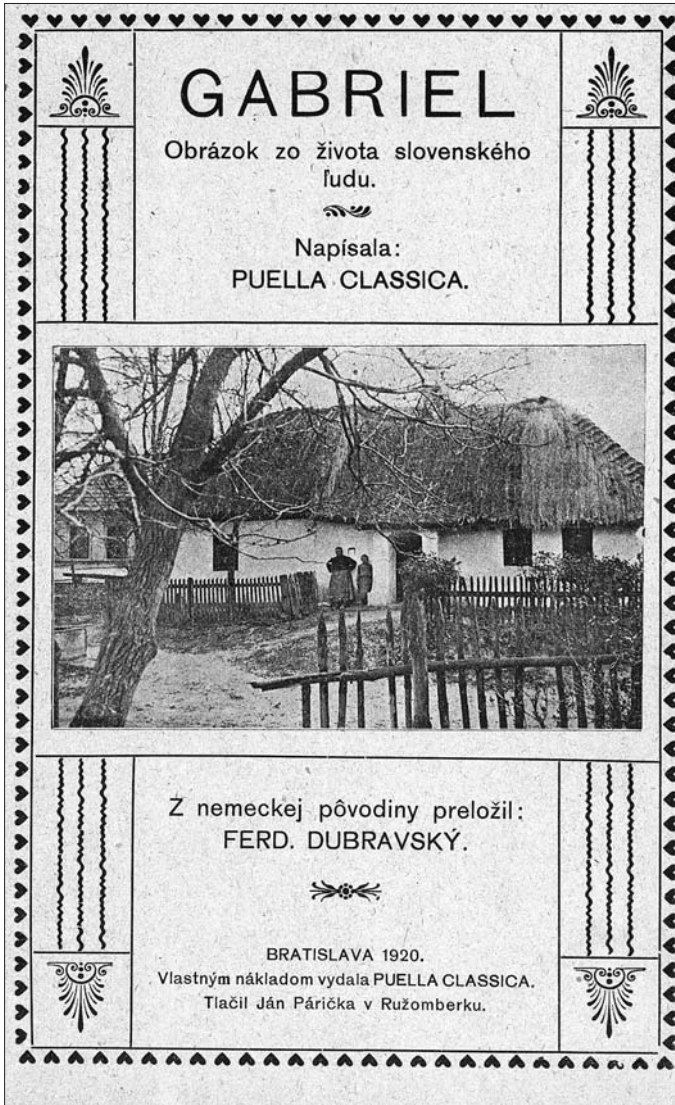 GABRIEL
Obrázok zo života slovenského
ľudu.
Napísala:
PUELLA CLASSICA.
Z nemeckej pôvodiny preložil:
FERD. DUBRAVSKÝ.
BRATISLAVA 1920.
Vlastným nákladom vydala PUELLA CLASSICA.
Tlačil Ján Párička v Ružomberku.